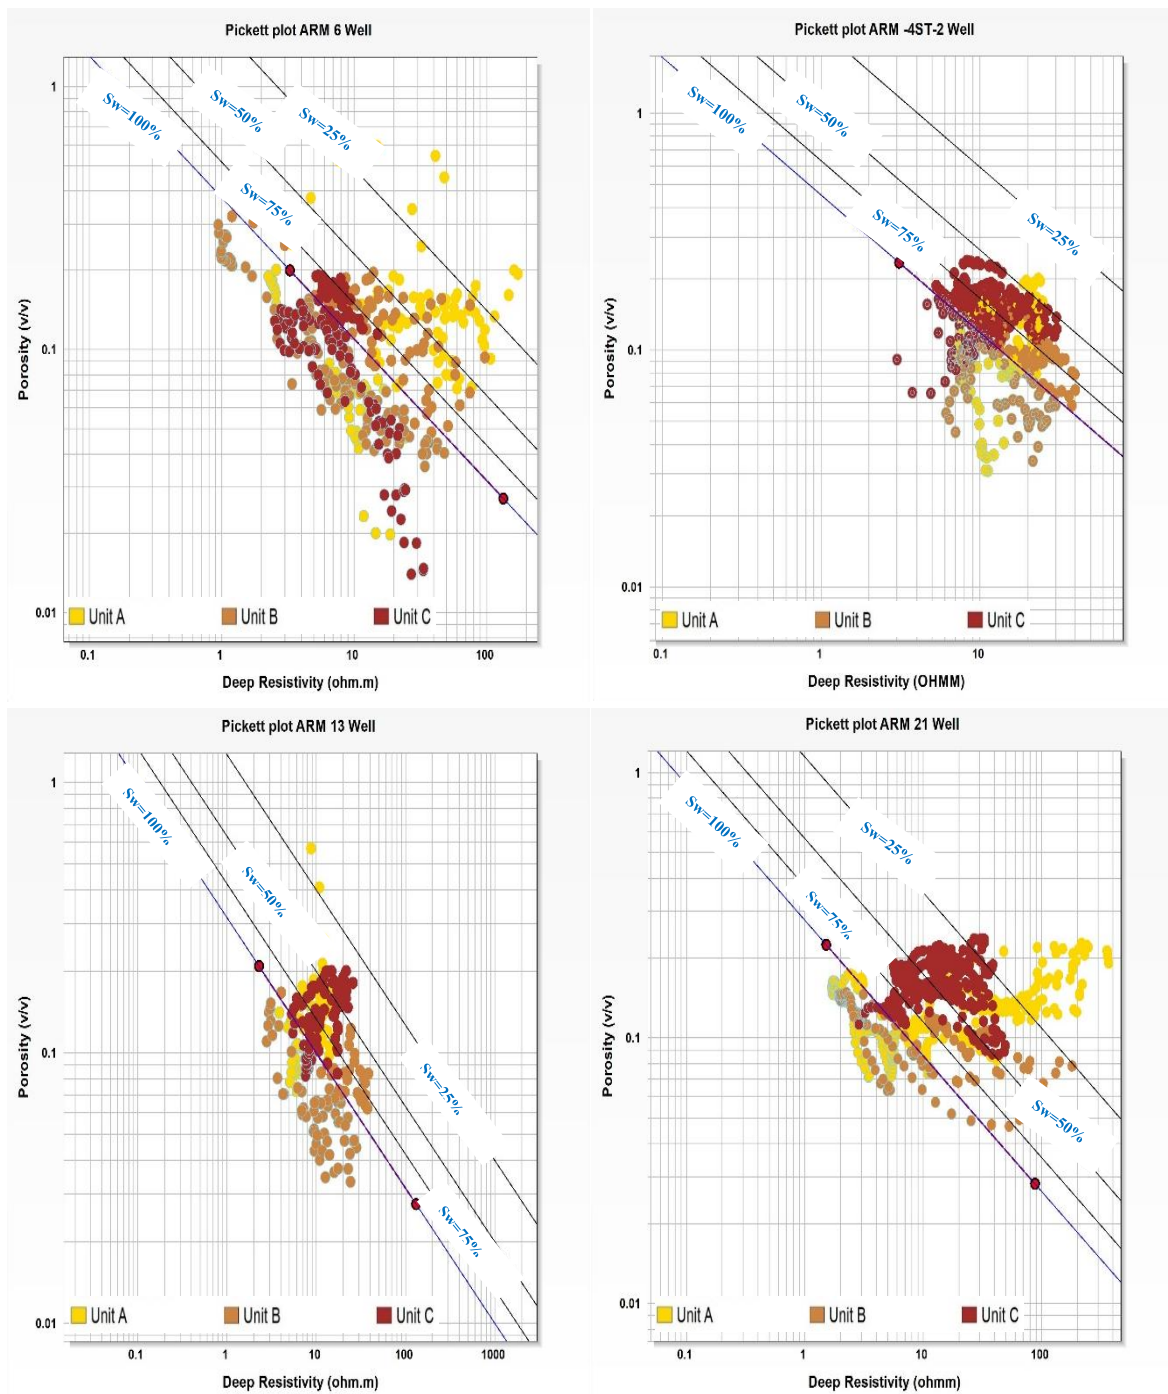 Pickett plot ARM 6 Well
1
0.1
0.01
Porosity (v/v)
Sw=100%
Sw=50%
Sw=25%
Sw=75%
Unit A Unit B Unit C
0.1 1 10 100
Deep Resistivity (ohm.m)
Pickett plot ARM -4ST-2 Well
1
0.1
0.01
Porosity (v/v)
Sw=100%
Sw=50%
Sw=75%
Sw=25%
Unit A Unit B Unit C
0.1 1 10
Deep Resistivity (OHMM)
Pickett plot ARM 13 Well
1
0.1
0.01
Porosity (v/v)
Sw=100%
Sw=50%
Sw=25%
Sw=75%
Unit A Unit B Unit C
0.1 1 10 100 1000
Deep Resistivity (ohm.m)
Pickett plot ARM 21 Well
1
0.1
0.01
Porosity (v/v)
Sw=100%
Sw=25%
Sw=75%
Sw=50%
Unit A Unit B Unit C
0.1 1 10 100
Deep Resistivity (ohmm)